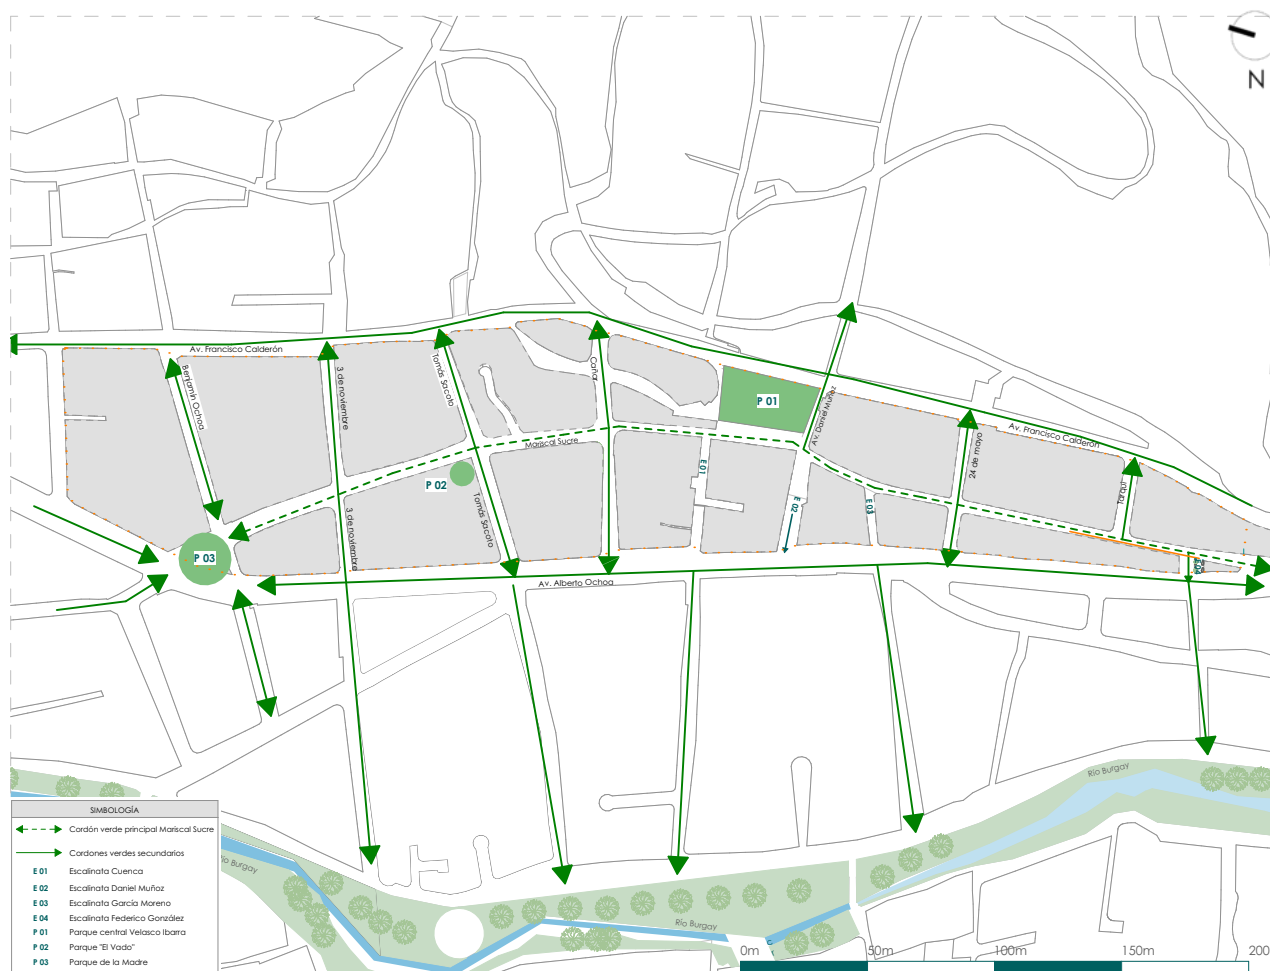 N
Av. Francisco Calderón
Benjamín Ochoa
3 de noviembre
Tomás Sacoto
Cañar
P 01
Av. Daniel Muñoz
Av. Francisco Calderón
24 de mayo
Tarqui
Mariscal Sucre
E 01
P 02
Tomás Sacoto
E 02
E 03
3 de noviembre
P 03
E 04
Av. Alberto Ochoa
Río Burgay
SIMBOLOGÍA
Cordón verde principal Mariscal Sucre
Cordones verdes secundarios
E 01 Escalinata Cuenca
E 02 Escalinata Daniel Muñoz
E 03 Escalinata García Moreno
E 04 Escalinata Federico González
P 01 Parque central Velasco Ibarra
P 02 Parque "El Vado"
P 03 Parque de la Madre
Río Burgay
Río Burgay
0m 50m 100m 150m 200